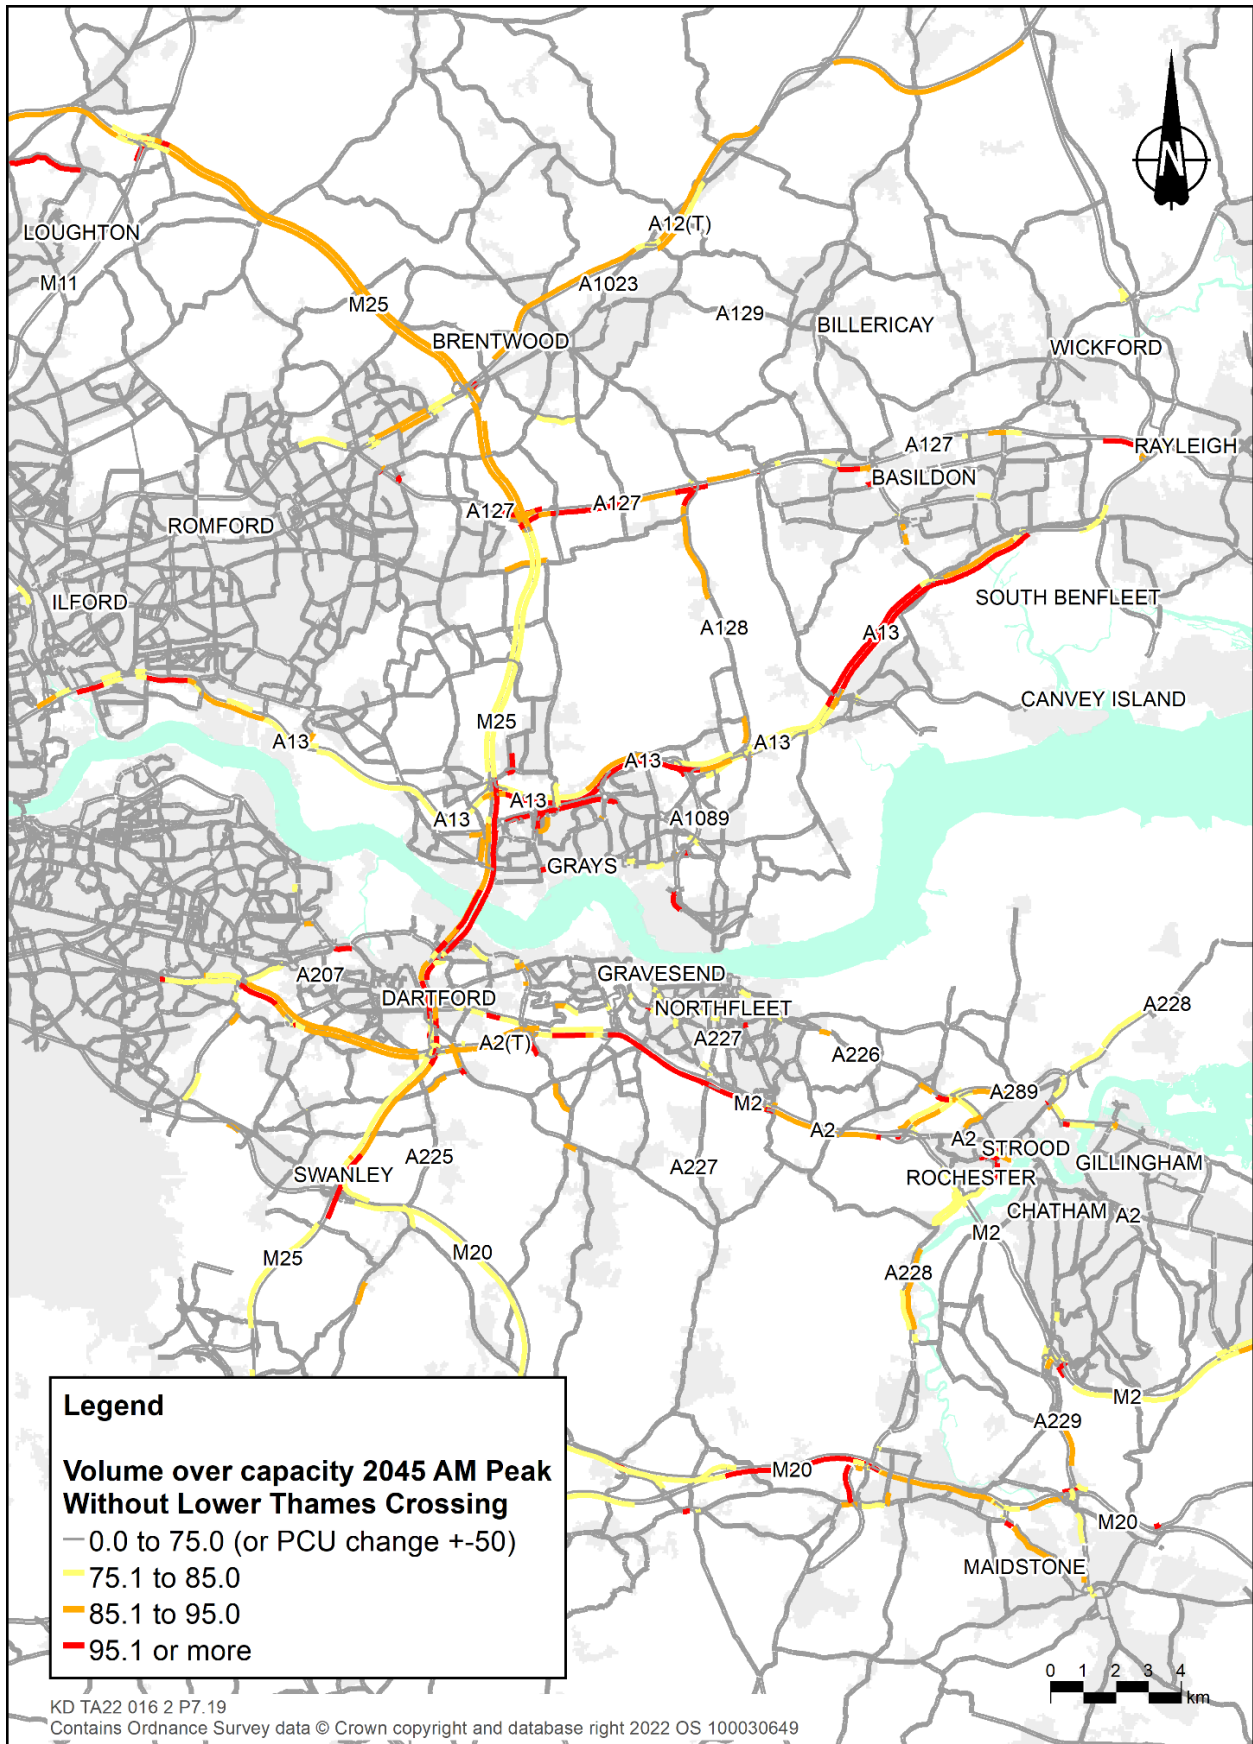 N
A12(T)
LOUGHTON
M11
A1023
M25
A129
BILLERICAY
BRENTWOOD
WICKFORD
A127
RAYLEIGH
BASILDON
A127
A127
ROMFORD
ILFORD
SOUTH BENFLEET
A128
A13
CANVEY ISLAND
M25
A13
A13
A13
A13
A13
A1089
GRAYS
A207
GRAVESEND
DARTFORD
NORTHFLEET
A228
A2(T)
A227
A226
A289
M2
A2
A2
STROOD
SWANLEY
A225
A227
ROCHESTER
GILLINGHAM
CHATHAM
A2
M2
M25
M20
A228
M2
A229
M20
M20
MAIDSTONE
Legend
Volume over capacity 2045 AM Peak
Without Lower Thames Crossing
0.0 to 75.0 (or PCU change +-50)
75.1 to 85.0
85.1 to 95.0
95.1 or more
0 1 2 3 4
km
KD TA22 016 2 P7.19
Contains Ordnance Survey data © Crown copyright and database right 2022 OS 100030649